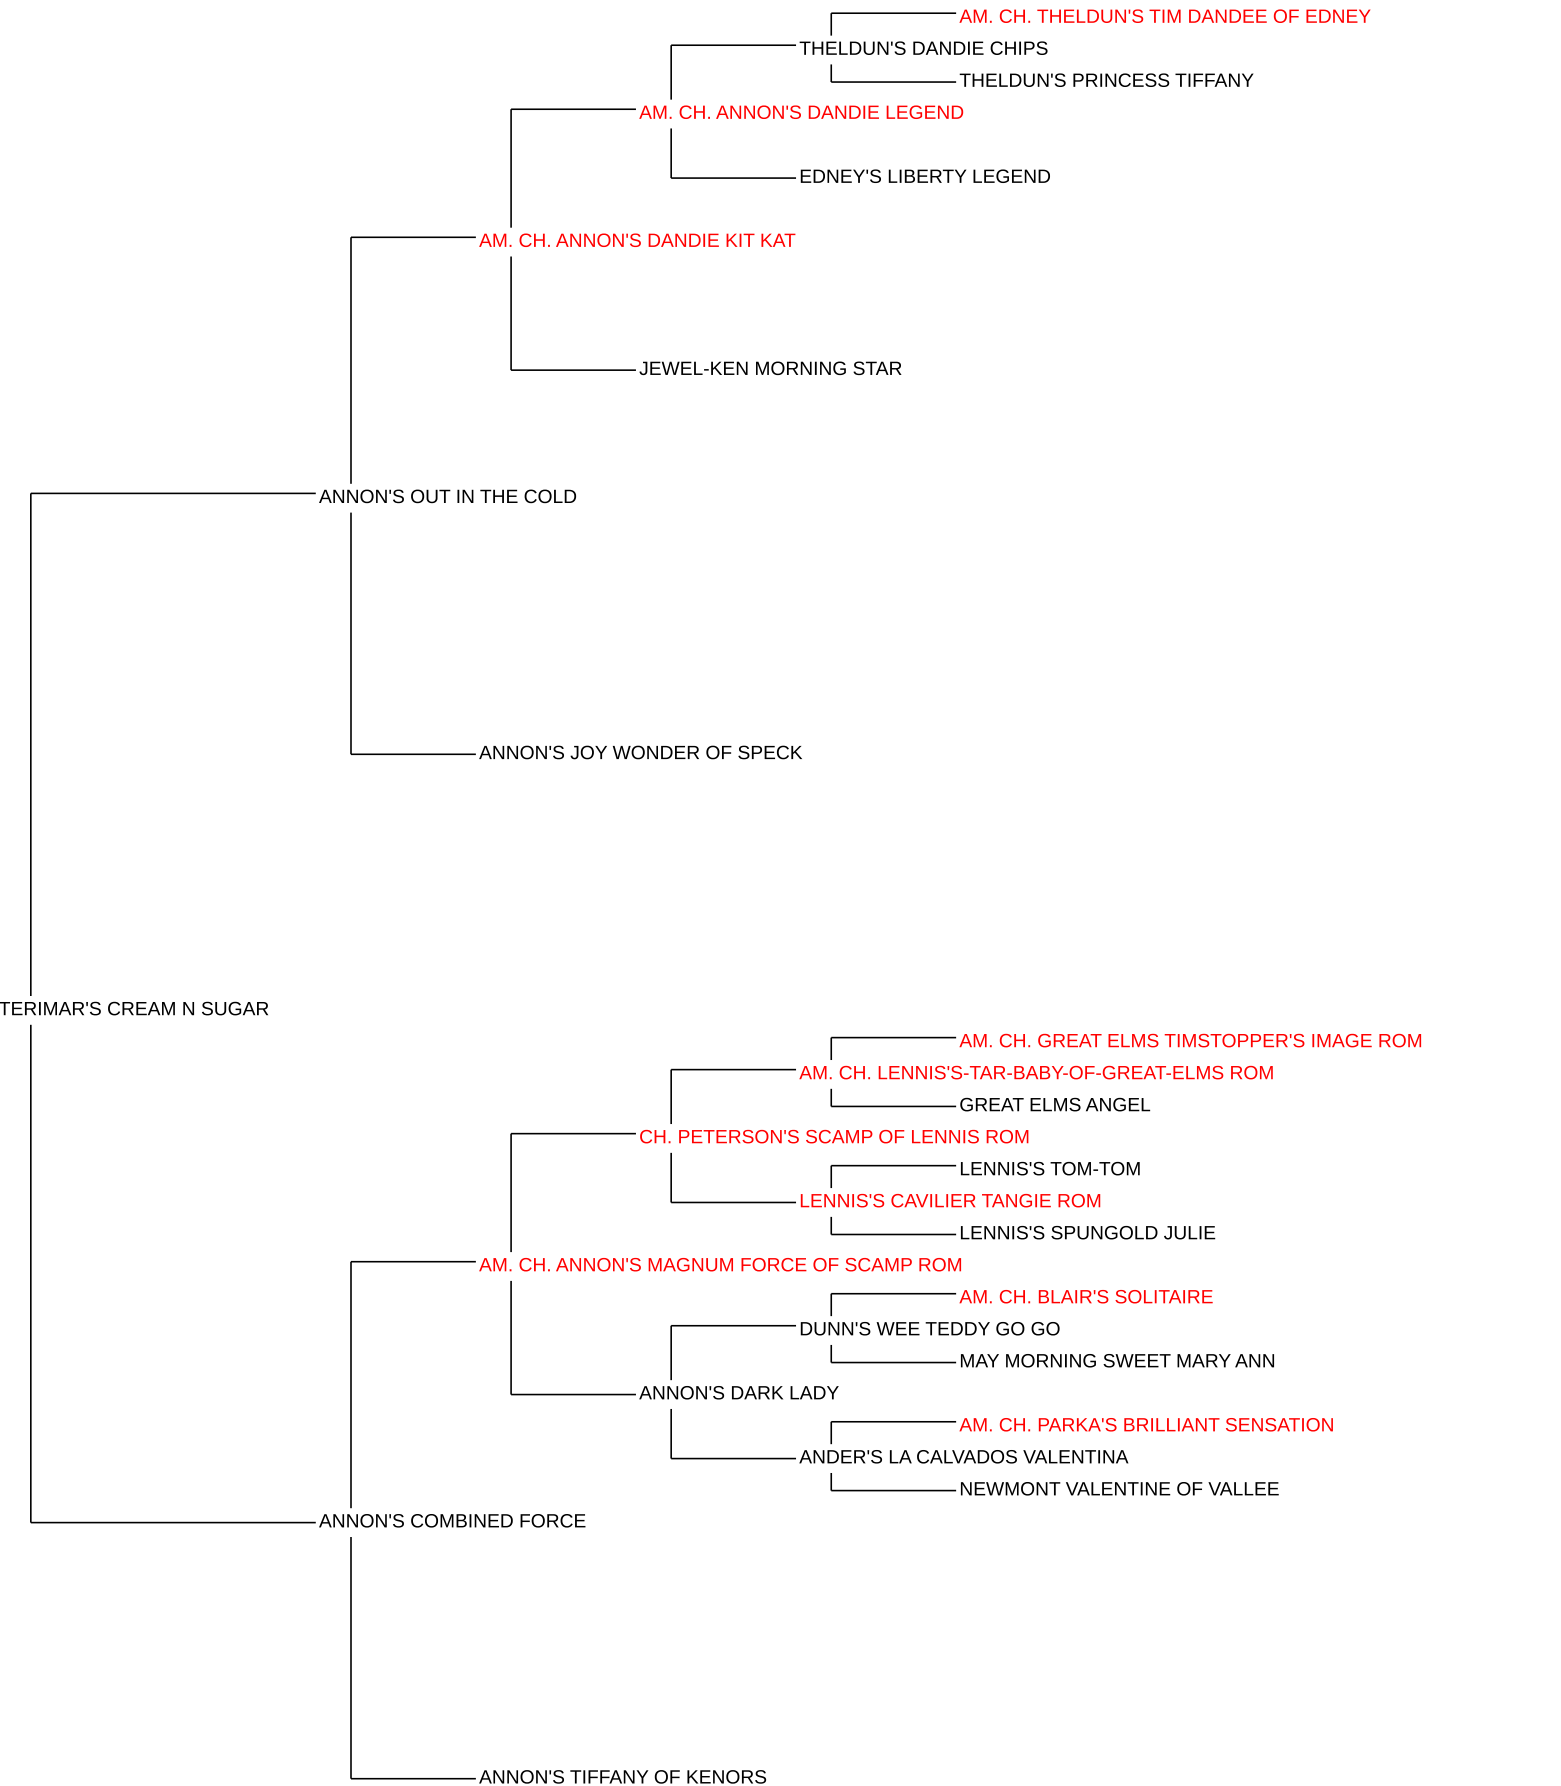 AM. CH. THELDUN'S TIM DANDEE OF EDNEY
THELDUN'S DANDIE CHIPS
THELDUN'S PRINCESS TIFFANY
AM. CH. ANNON'S DANDIE LEGEND
EDNEY'S LIBERTY LEGEND
AM. CH. ANNON'S DANDIE KIT KAT
JEWEL-KEN MORNING STAR
ANNON'S OUT IN THE COLD
ANNON'S JOY WONDER OF SPECK
TERIMAR'S CREAM N SUGAR
AM. CH. GREAT ELMS TIMSTOPPER'S IMAGE ROM
AM. CH. LENNIS'S-TAR-BABY-OF-GREAT-ELMS ROM
GREAT ELMS ANGEL
CH. PETERSON'S SCAMP OF LENNIS ROM
LENNIS'S TOM-TOM
LENNIS'S CAVILIER TANGIE ROM
LENNIS'S SPUNGOLD JULIE
AM. CH. ANNON'S MAGNUM FORCE OF SCAMP ROM
AM. CH. BLAIR'S SOLITAIRE
DUNN'S WEE TEDDY GO GO
MAY MORNING SWEET MARY ANN
ANNON'S DARK LADY
AM. CH. PARKA'S BRILLIANT SENSATION
ANDER'S LA CALVADOS VALENTINA
NEWMONT VALENTINE OF VALLEE
ANNON'S COMBINED FORCE
ANNON'S TIFFANY OF KENORS